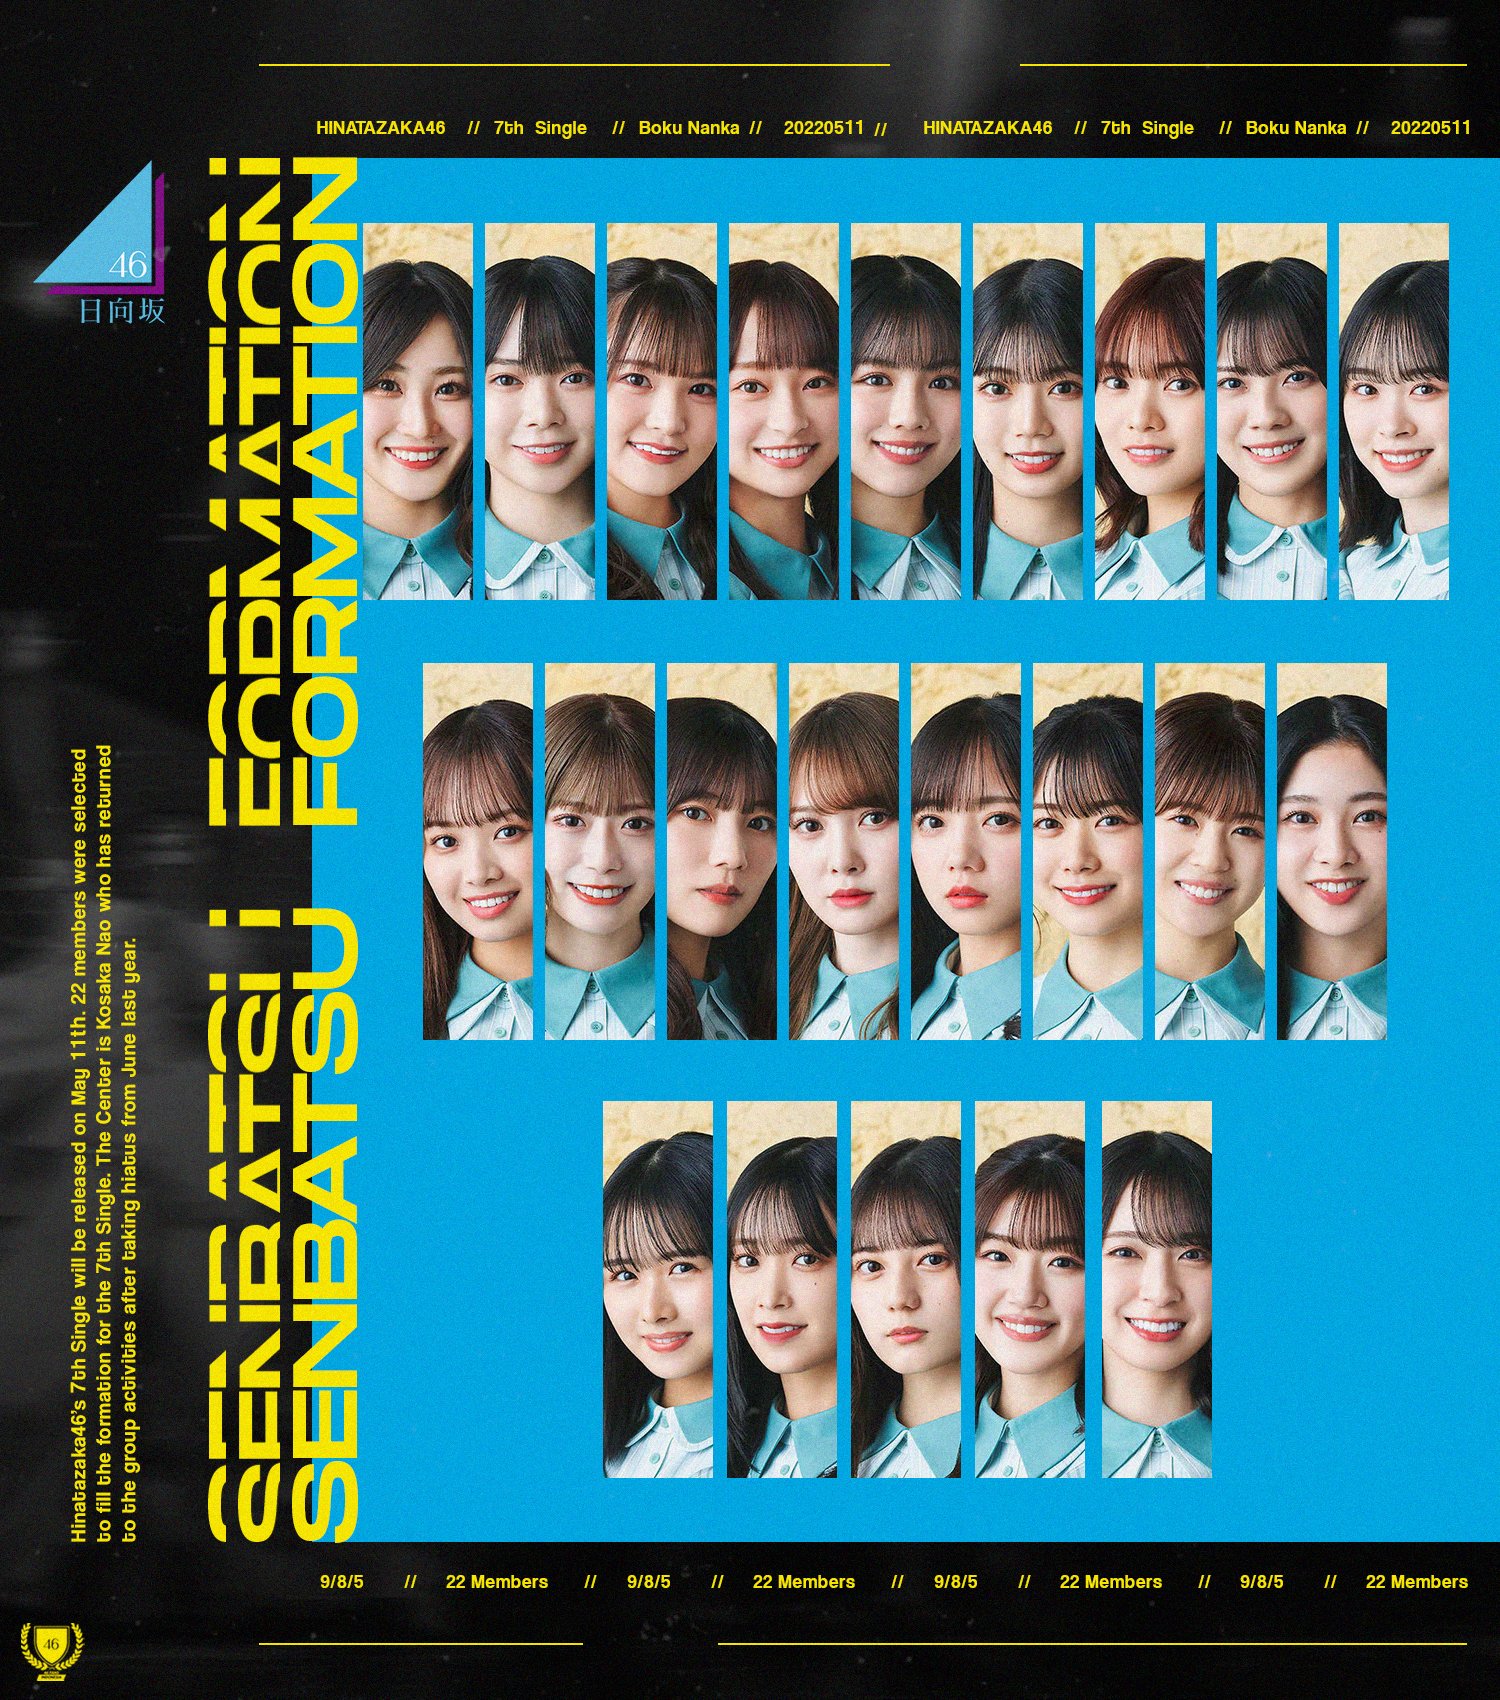 HINATAZAKA46 // 7th Single // Boku Nanka // 20220511 // HINATAZAKA46 // 7th Single // Boku Nanka // 20220511
46
日向坂
SENBATSU FORMATION
SENBATSU FORMATION
SENBATSU FORMATION
Hinatazaka46's 7th Single will be released on May 11th. 22 members were selected
to fill the formation for the 7th Single. The Center is Kosaka Nao who has returned
to the group activities after taking hiatus from June last year.
9/8/5 // 22 Members // 9/8/5 // 22 Members // 9/8/5 // 22 Members // 9/8/5 // 22 Members
46